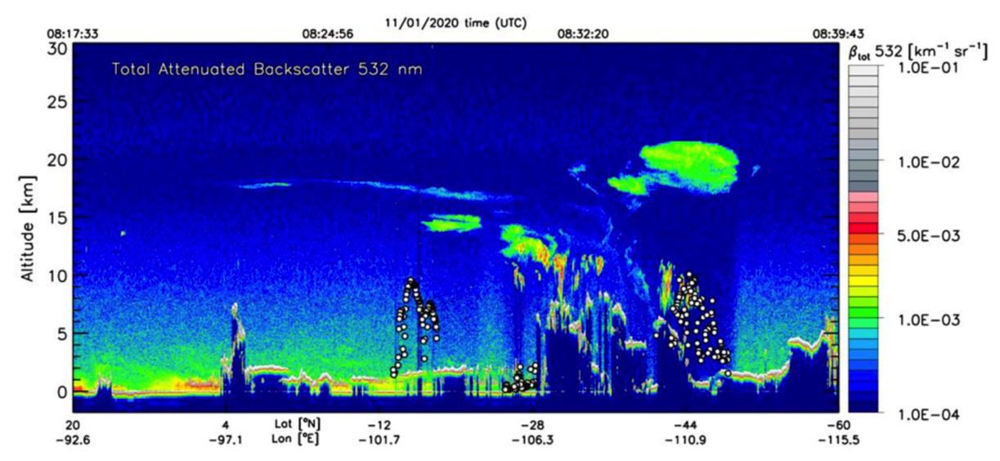 11/01/2020 time (UTC)
08:17:33 08:24:56 08:32:20 08:39:43
Total Attenuated Backscatter 532 nm
βtot 532 [km⁻¹ sr⁻¹]
1.0E-01
1.0E-02
5.0E-03
1.0E-03
1.0E-04
Altitude [km]
30
25
20
15
10
5
0
20 4 Lat [°N] -12 -28 -44 -60
-92.6 -97.1 Lon [°E] -101.7 -106.3 -110.9 -115.5